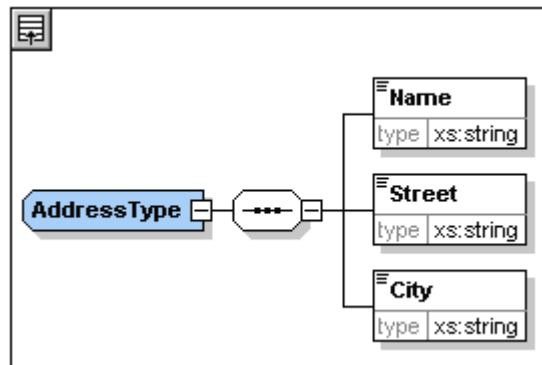 Name
type xs:string
AddressType
Street
type xs:string
City
type xs:string